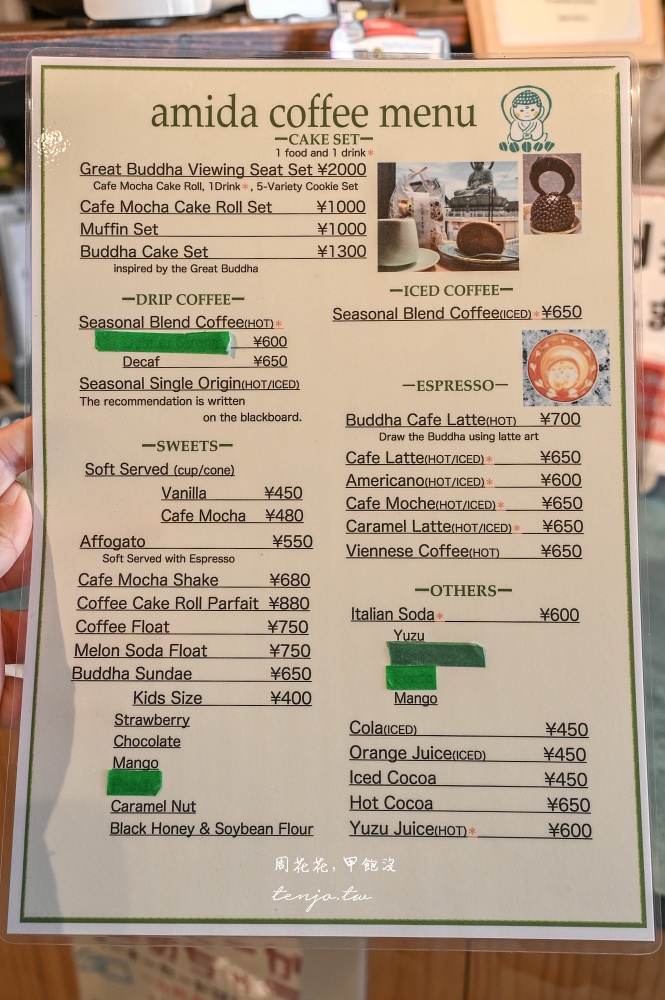 amida coffee menu
CAKE SET
1 food and 1 drink*
Great Buddha Viewing Seat Set ¥2000
Cafe Mocha Cake Roll, 1Drink*, 5-Variety Cookie Set
Cafe Mocha Cake Roll Set ¥1000
Muffin Set ¥1000
Buddha Cake Set ¥1300
inspired by the Great Buddha
DRIP COFFEE
Seasonal Blend Coffee(HOT)*
¥600
Decaf ¥650
Seasonal Single Origin(HOT/ICED)
The recommendation is written
on the blackboard.
SWEETS
Soft Served (cup/cone)
Vanilla ¥450
Cafe Mocha ¥480
Affogato ¥550
Soft Served with Espresso
Cafe Mocha Shake ¥680
Coffee Cake Roll Parfait ¥880
Coffee Float ¥750
Melon Soda Float ¥750
Buddha Sundae ¥650
Kids Size ¥400
Strawberry
Chocolate
Mango
Caramel Nut
Black Honey & Soybean Flour
ICED COFFEE
Seasonal Blend Coffee(ICED)*¥650
ESPRESSO
Buddha Cafe Latte(HOT) ¥700
Draw the Buddha using latte art
Cafe Latte(HOT/ICED)* ¥650
Americano(HOT/ICED)* ¥600
Cafe Moche(HOT/ICED)* ¥650
Caramel Latte(HOT/ICED)* ¥650
Viennese Coffee(HOT) ¥650
OTHERS
Italian Soda* ¥600
Yuzu
Mango
Cola(ICED) ¥450
Orange Juice(ICED) ¥450
Iced Cocoa ¥450
Hot Cocoa ¥650
Yuzu Juice(HOT)* ¥600
周花花,甲飽沒
tenjo.tw